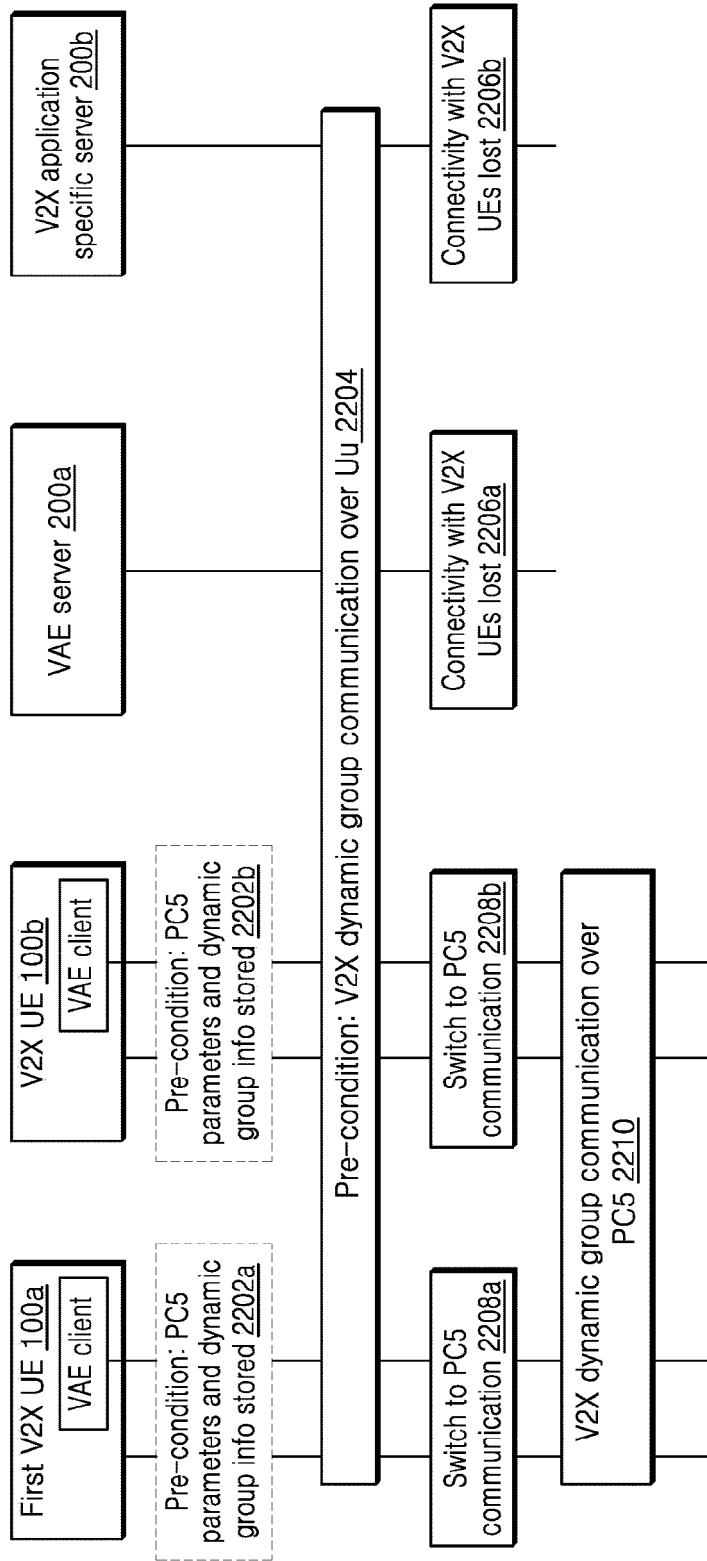 First V2X UE 100a
VAE client
V2X UE 100b
VAE client
VAE server 200a
V2X application
specific server 200b
Pre-condition: PC5
parameters and dynamic
group info stored 2202a
Pre-condition: PC5
parameters and dynamic
group info stored 2202b
Pre-condition: V2X dynamic group communication over Uu 2204
Connectivity with V2X
UEs lost 2206a
Connectivity with V2X
UEs lost 2206b
Switch to PC5
communication 2208a
Switch to PC5
communication 2208b
V2X dynamic group communication over
PC5 2210